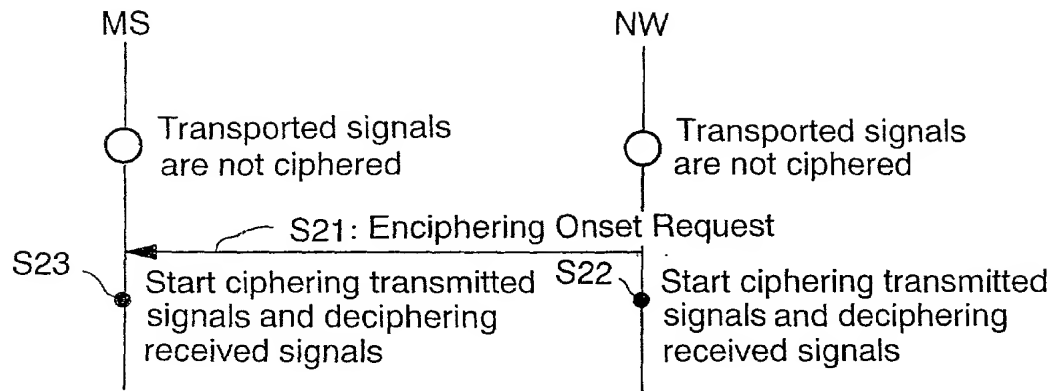 MS
NW
Transported signals
are not ciphered
Transported signals
are not ciphered
S21: Enciphering Onset Request
S23
Start ciphering transmitted
signals and deciphering
received signals
S22
Start ciphering transmitted
signals and deciphering
received signals